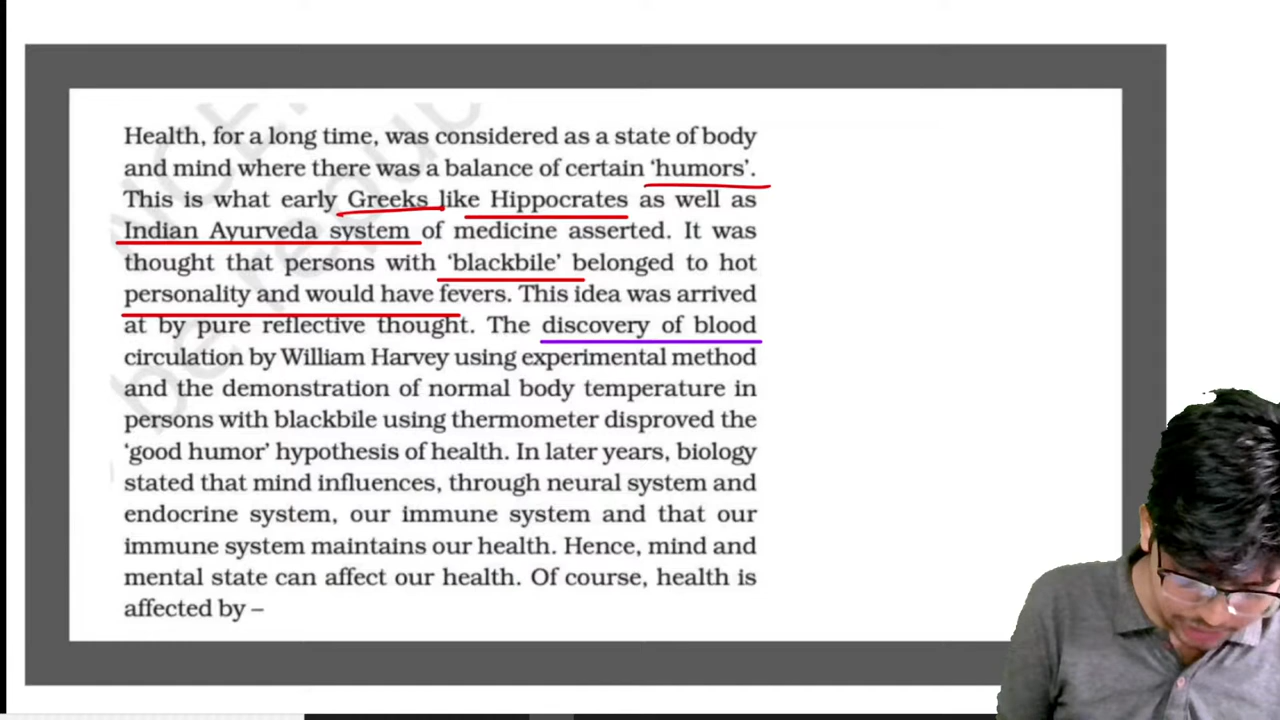 Health, for a long time, was considered as a state of body
and mind where there was a balance of certain ‘humors’.
This is what early Greeks like Hippocrates as well as
Indian Ayurveda system of medicine asserted. It was
thought that persons with ‘blackbile’ belonged to hot
personality and would have fevers. This idea was arrived
at by pure reflective thought. The discovery of blood
circulation by William Harvey using experimental method
and the demonstration of normal body temperature in
persons with blackbile using thermometer disproved the
‘good humor’ hypothesis of health. In later years, biology
stated that mind influences, through neural system and
endocrine system, our immune system and that our
immune system maintains our health. Hence, mind and
mental state can affect our health. Of course, health is
affected by –